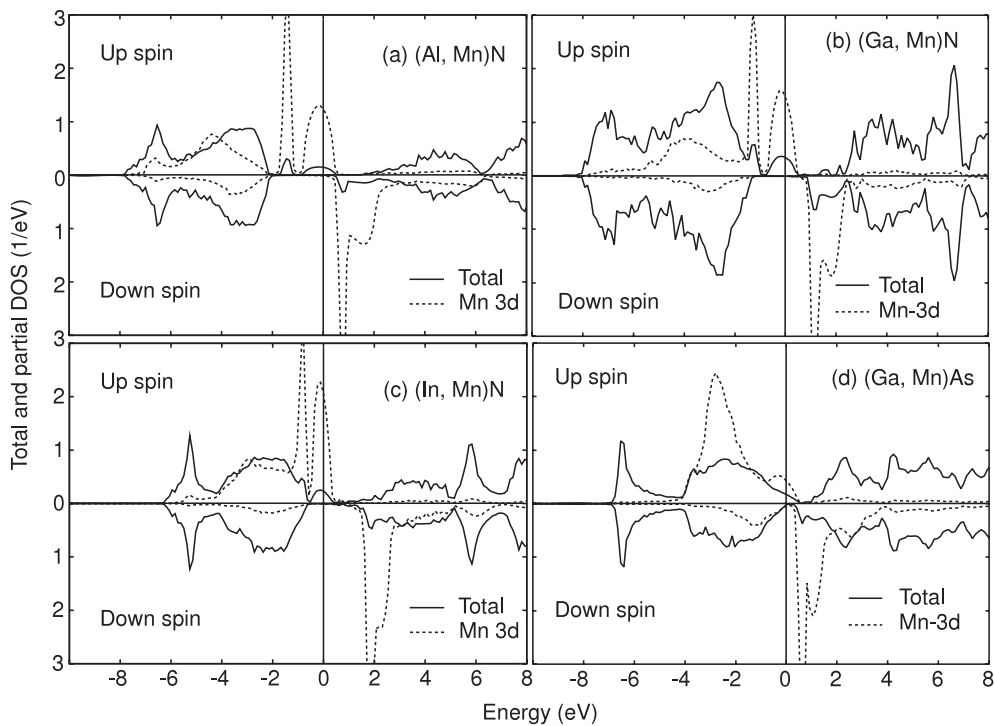 Total and partial DOS (1/eV)
3
2
1
0
1
2
3
Up spin
(a) (Al, Mn)N
Down spin
Total
Mn 3d
Up spin
(b) (Ga, Mn)N
Down spin
Total
Mn-3d
2
1
0
1
2
3
Up spin
(c) (In, Mn)N
Down spin
Total
Mn 3d
-8 -6 -4 -2 0 2 4 6
Up spin
(d) (Ga, Mn)As
Down spin
Total
Mn-3d
-8 -6 -4 -2 0 2 4 6 8
Energy (eV)